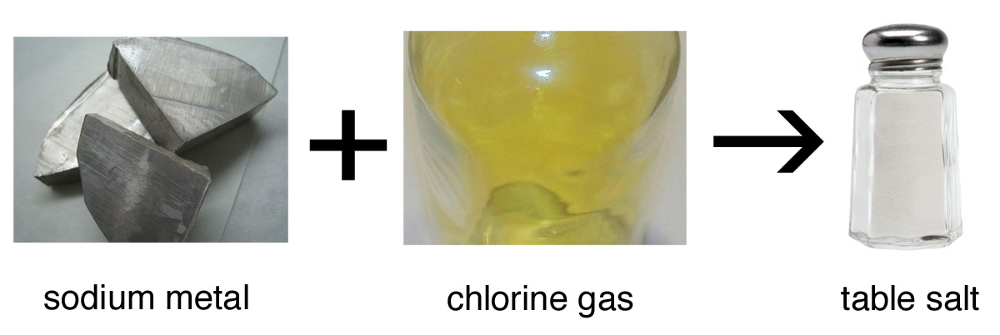 sodium metal
chlorine gas
table salt